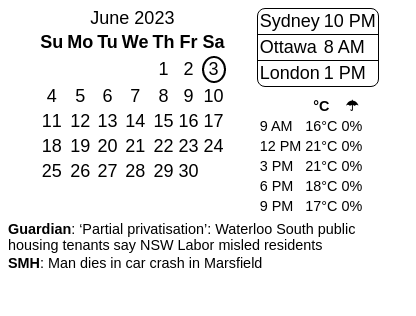 June 2023
Su Mo Tu We Th Fr Sa
1 2 3
4 5 6 7 8 9 10
11 12 13 14 15 16 17
18 19 20 21 22 23 24
25 26 27 28 29 30
Sydney 10 PM
Ottawa 8 AM
London 1 PM
°C ☂
9 AM 16°C 0%
12 PM 21°C 0%
3 PM 21°C 0%
6 PM 18°C 0%
9 PM 17°C 0%
Guardian: ‘Partial privatisation’: Waterloo South public
housing tenants say NSW Labor misled residents
SMH: Man dies in car crash in Marsfield